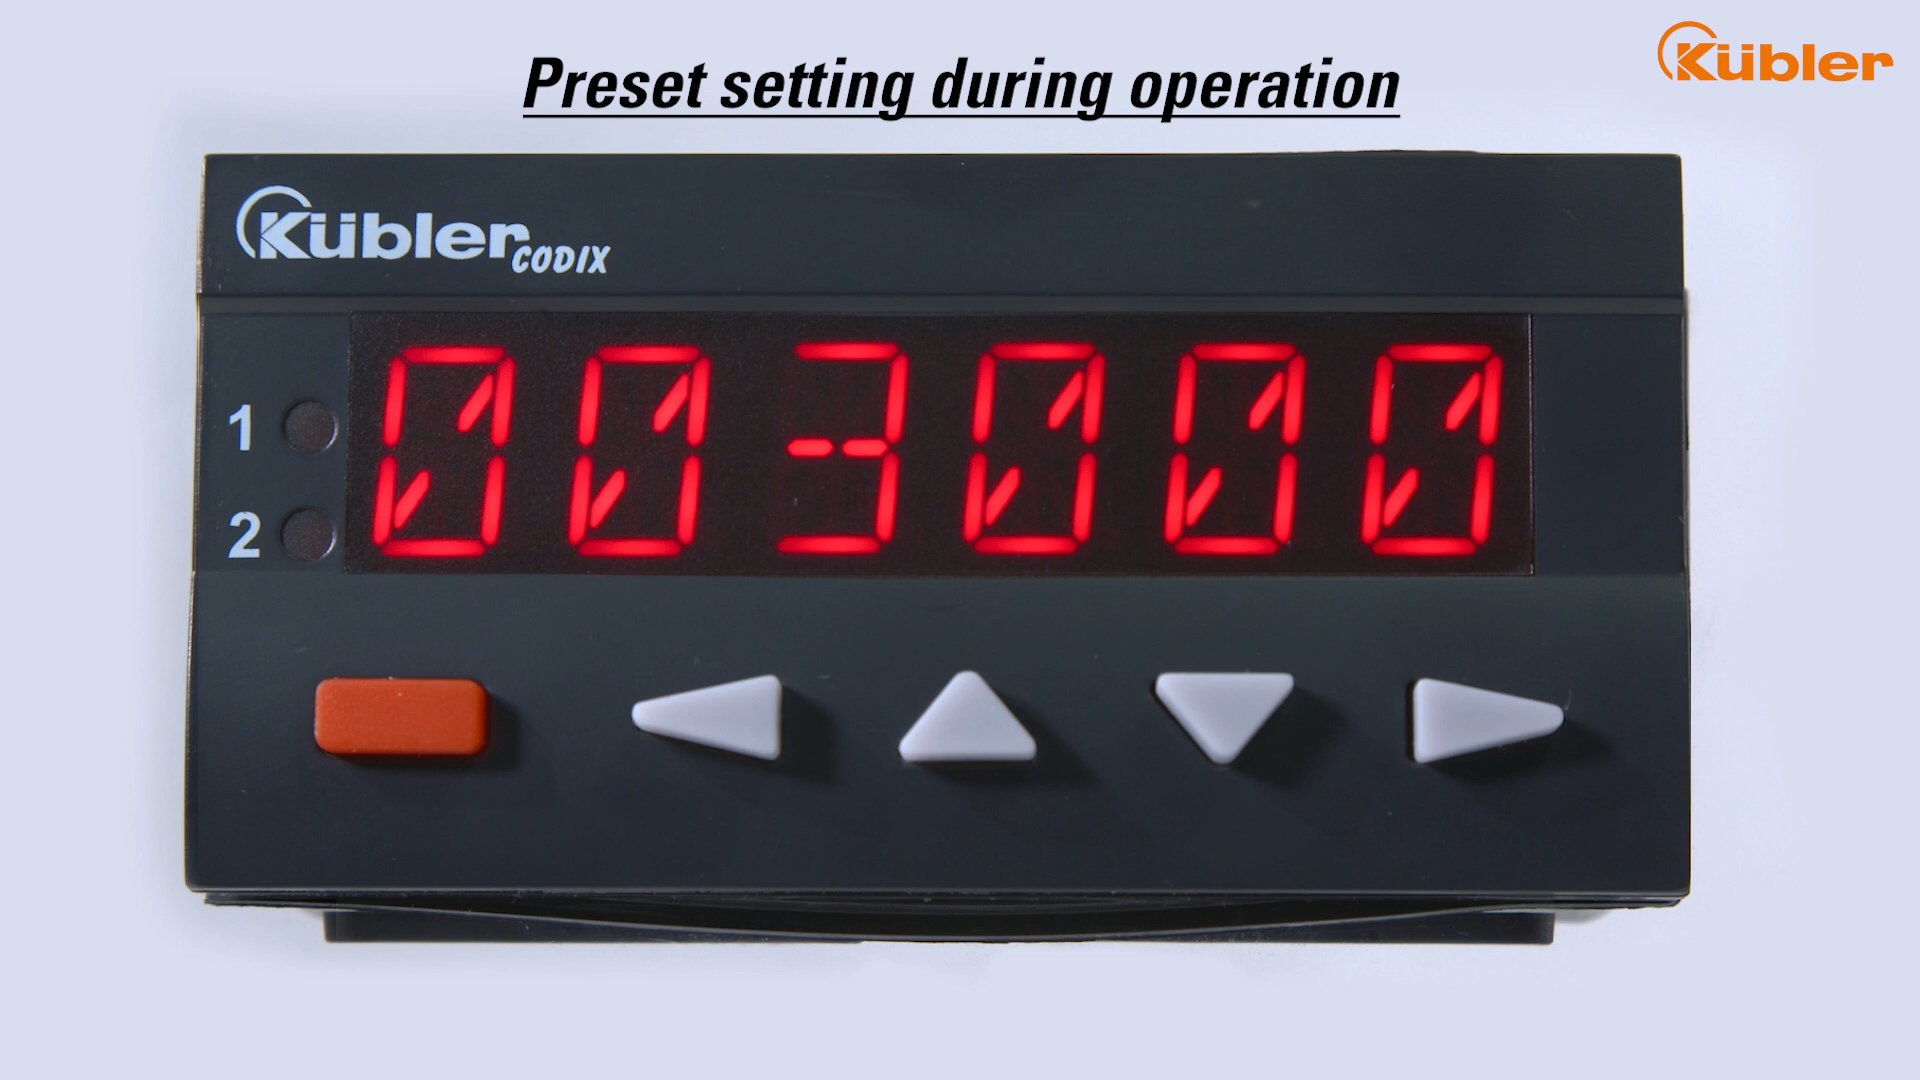 Preset setting during operation
Kübler
Kübler CODIX
1
2
003000